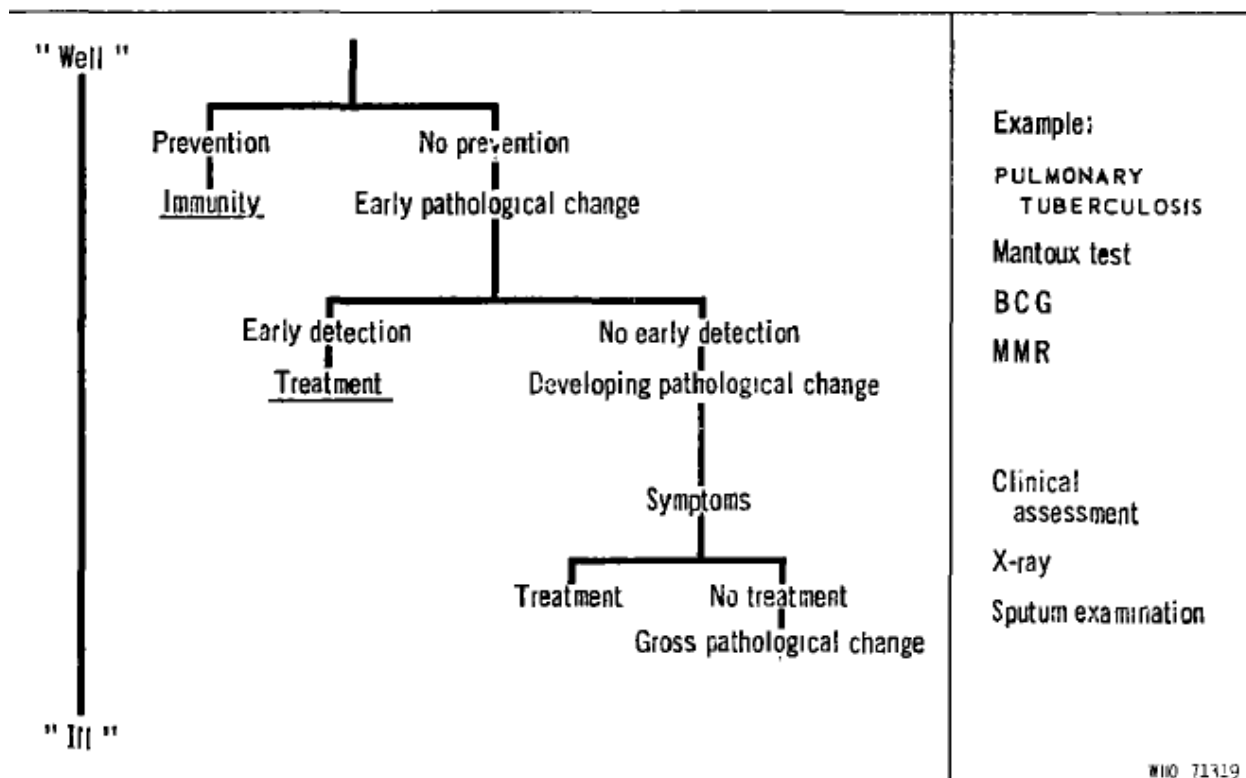 " Well "
Prevention
No prevention
Immunity
Early pathological change
Early detection
No early detection
Treatment
Developing pathological change
Symptoms
Treatment
No treatment
Gross pathological change
" Ill "
Example:
PULMONARY
TUBERCULOSIS
Mantoux test
BCG
MMR
Clinical
assessment
X-ray
Sputum examination
WHO 71319